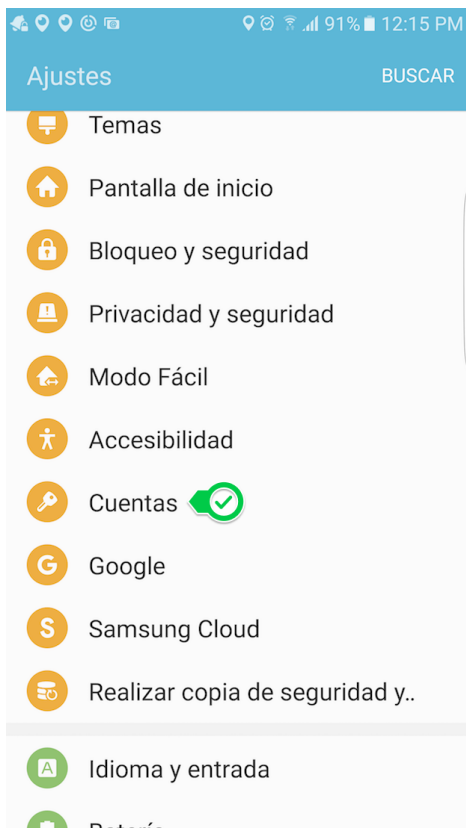 91% 12:15 PM
Ajustes BUSCAR
Temas
Pantalla de inicio
Bloqueo y seguridad
Privacidad y seguridad
Modo Fácil
Accesibilidad
Cuentas
G Google
S Samsung Cloud
Realizar copia de seguridad y..
A Idioma y entrada
Batería